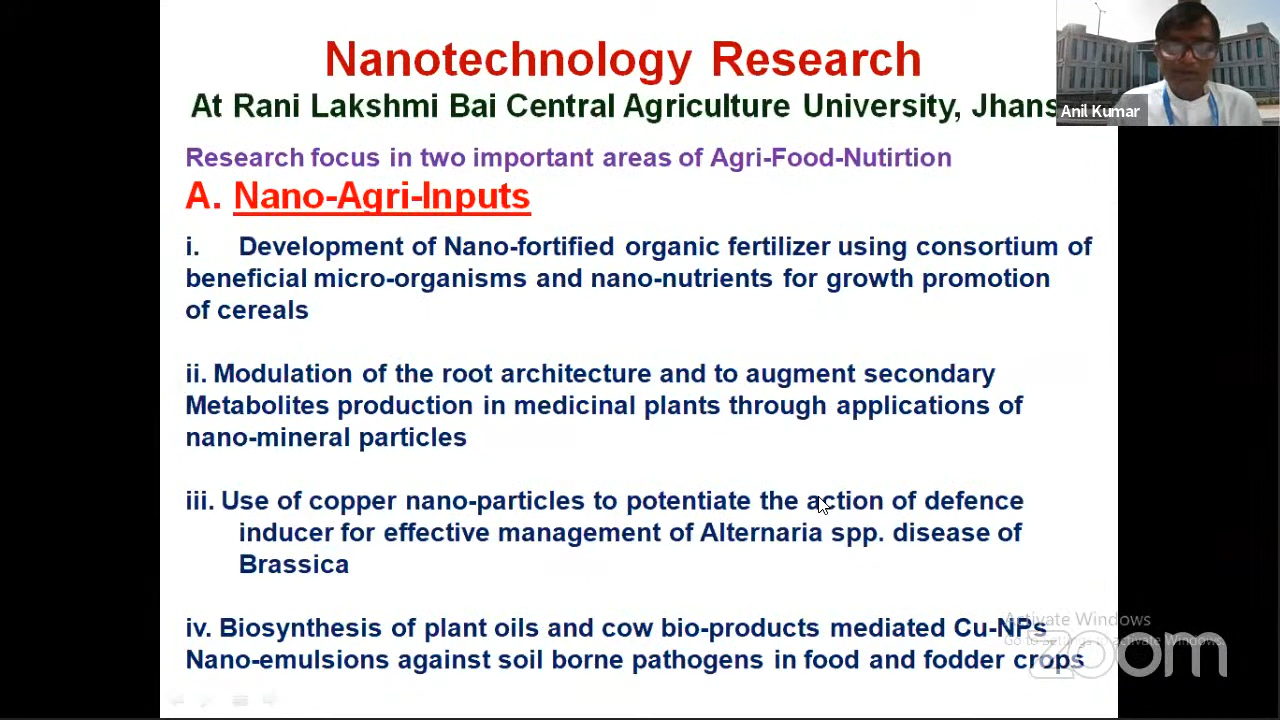 Nanotechnology Research
At Rani Lakshmi Bai Central Agriculture University, Jhans
Anil Kumar
Research focus in two important areas of Agri-Food-Nutirtion
A. Nano-Agri-Inputs
i. Development of Nano-fortified organic fertilizer using consortium of
beneficial micro-organisms and nano-nutrients for growth promotion
of cereals
ii. Modulation of the root architecture and to augment secondary
Metabolites production in medicinal plants through applications of
nano-mineral particles
iii. Use of copper nano-particles to potentiate the action of defence
inducer for effective management of Alternaria spp. disease of
Brassica
iv. Biosynthesis of plant oils and cow bio-products mediated Cu-NPs
Nano-emulsions against soil borne pathogens in food and fodder crops
Activate Windows
Go to Settings to activate Windows.
zoom